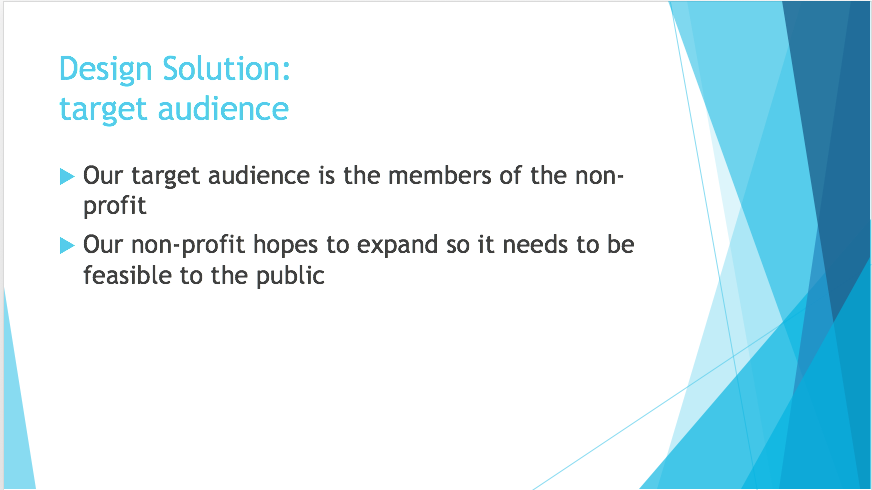 Design Solution:
target audience
Our target audience is the members of the non-
profit
Our non-profit hopes to expand so it needs to be
feasible to the public